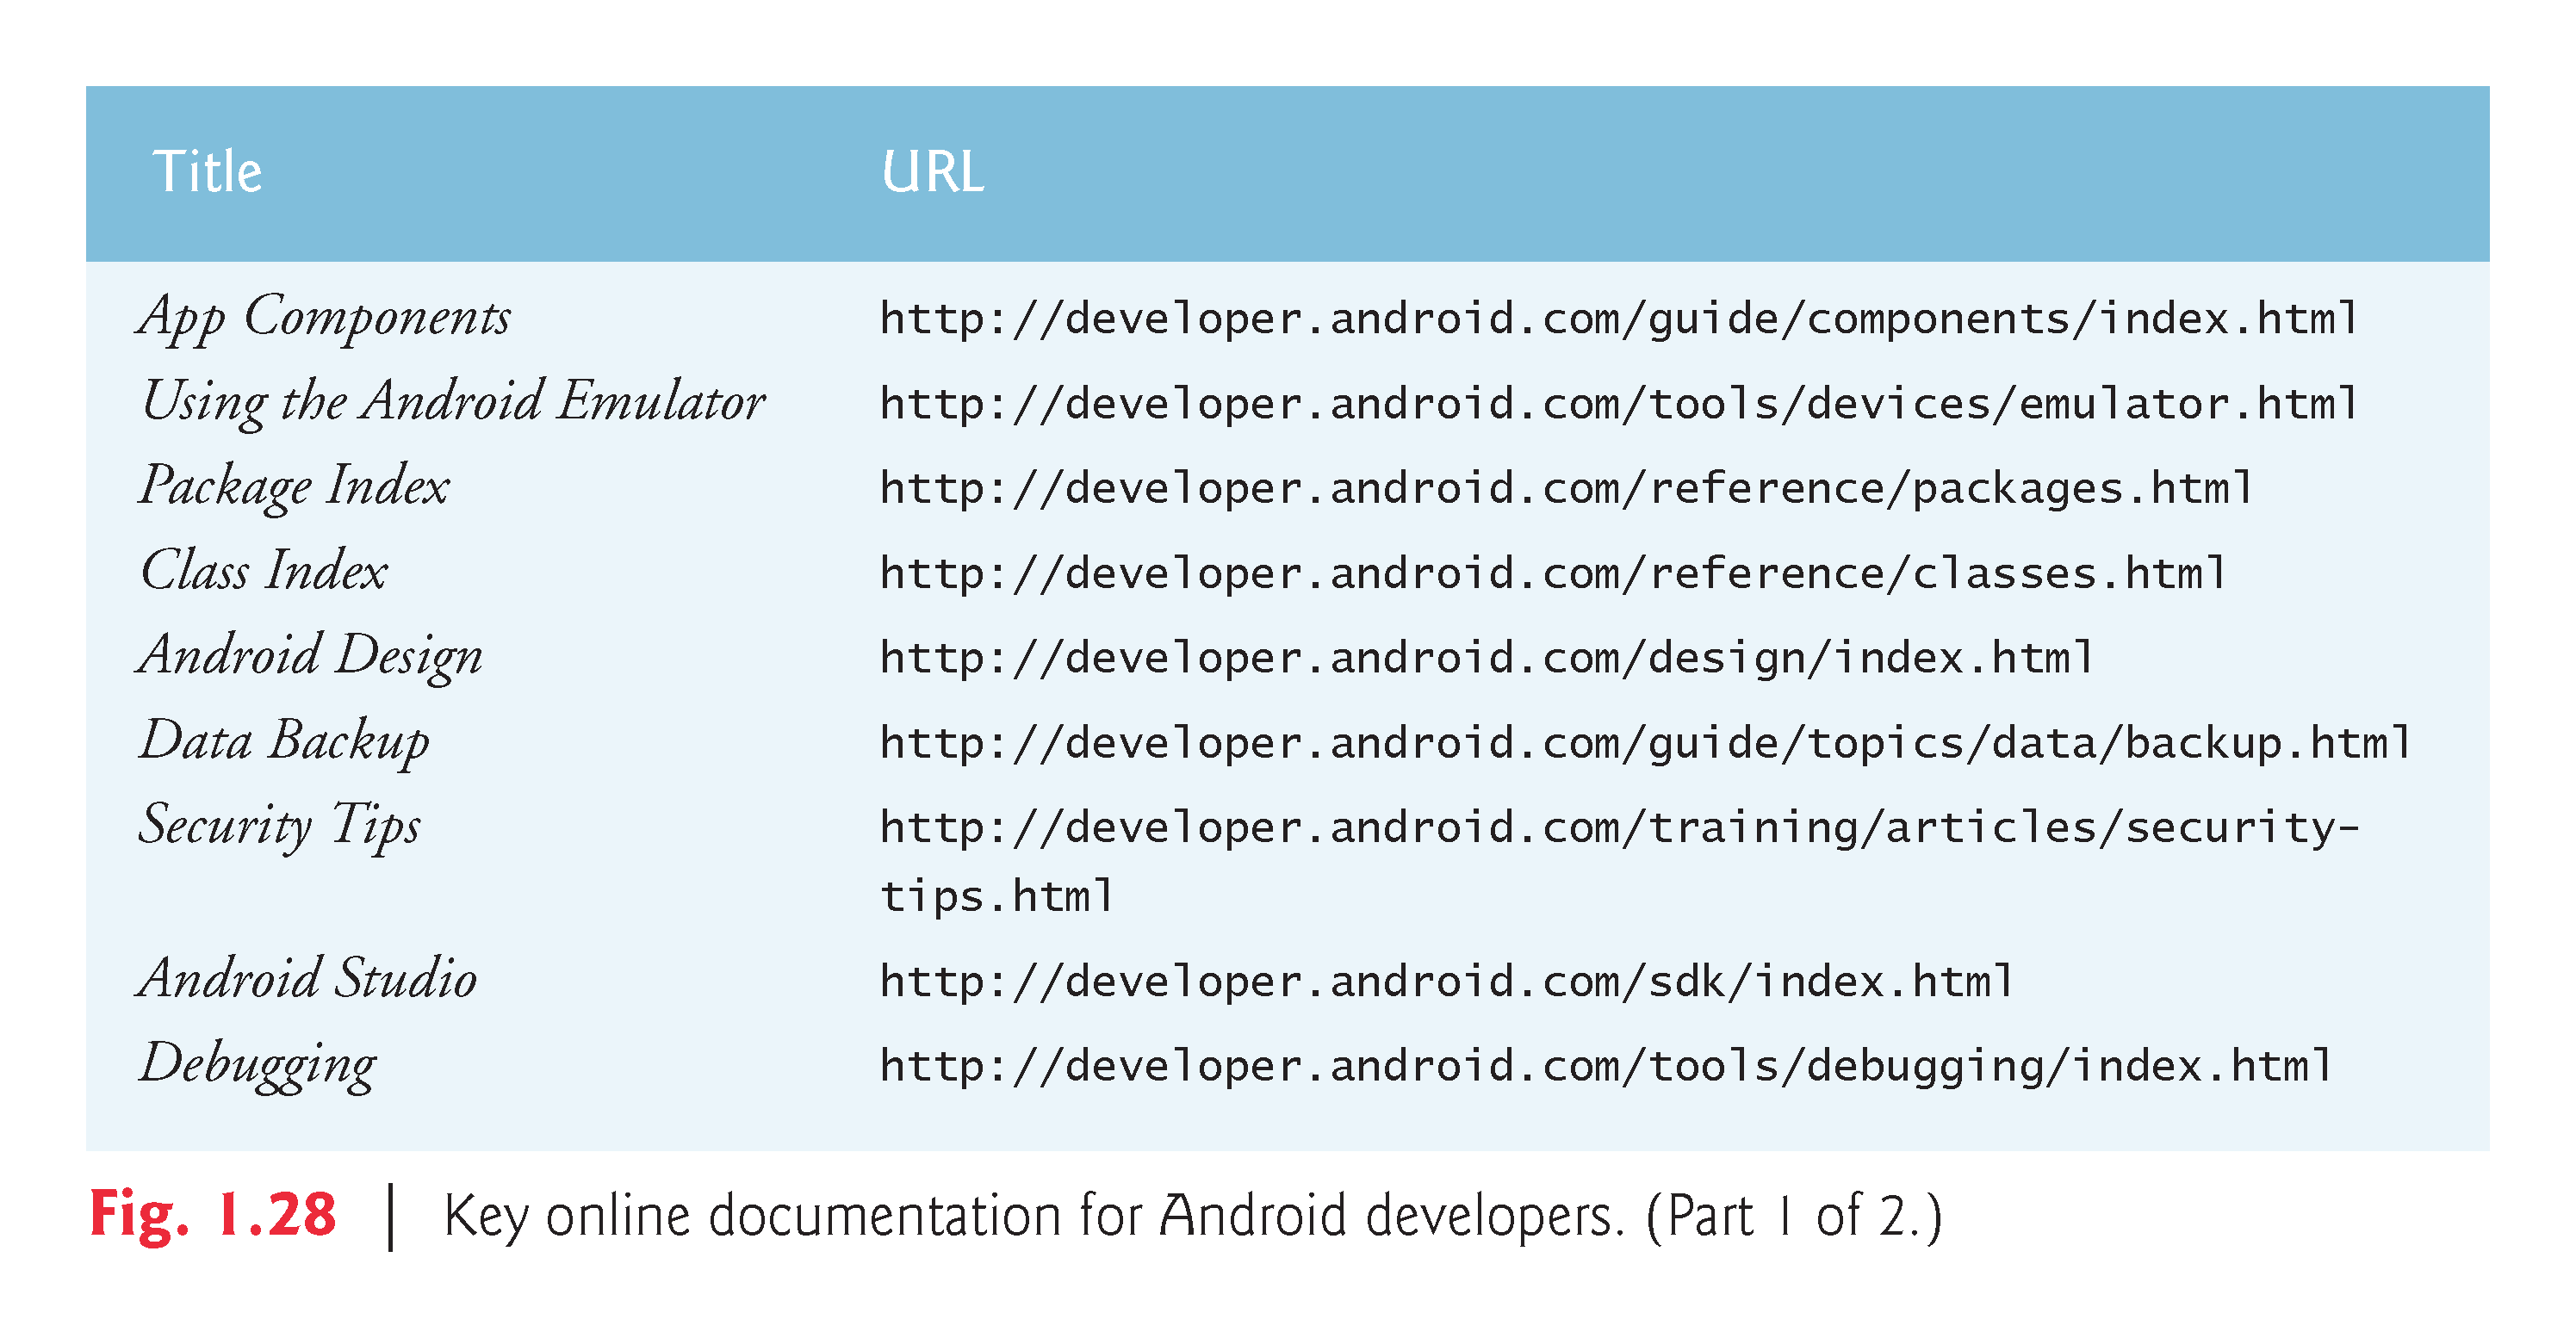 Title URL
App Components http://developer.android.com/guide/components/index.html
Using the Android Emulator http://developer.android.com/tools/devices/emulator.html
Package Index http://developer.android.com/reference/packages.html
Class Index http://developer.android.com/reference/classes.html
Android Design http://developer.android.com/design/index.html
Data Backup http://developer.android.com/guide/topics/data/backup.html
Security Tips http://developer.android.com/training/articles/security-
tips.html
Android Studio http://developer.android.com/sdk/index.html
Debugging http://developer.android.com/tools/debugging/index.html
Fig. 1.28 | Key online documentation for Android developers. (Part 1 of 2.)